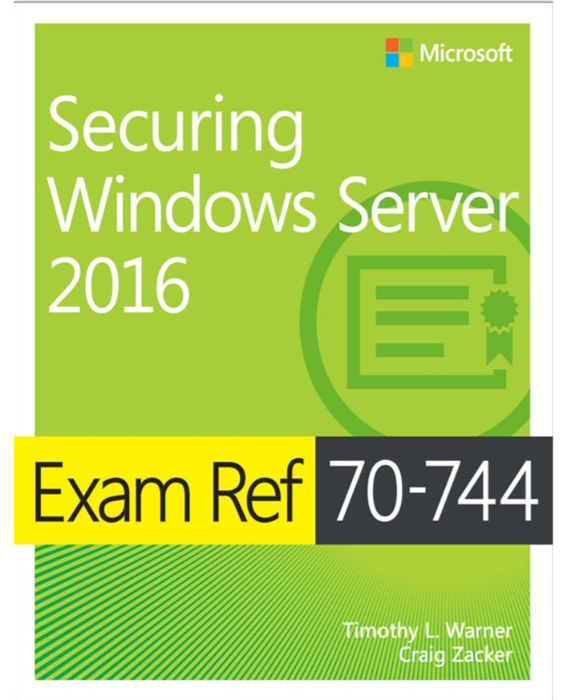 Microsoft
Securing
Windows Server
2016
Exam Ref 70-744
Timothy L. Warner
Craig Zacker